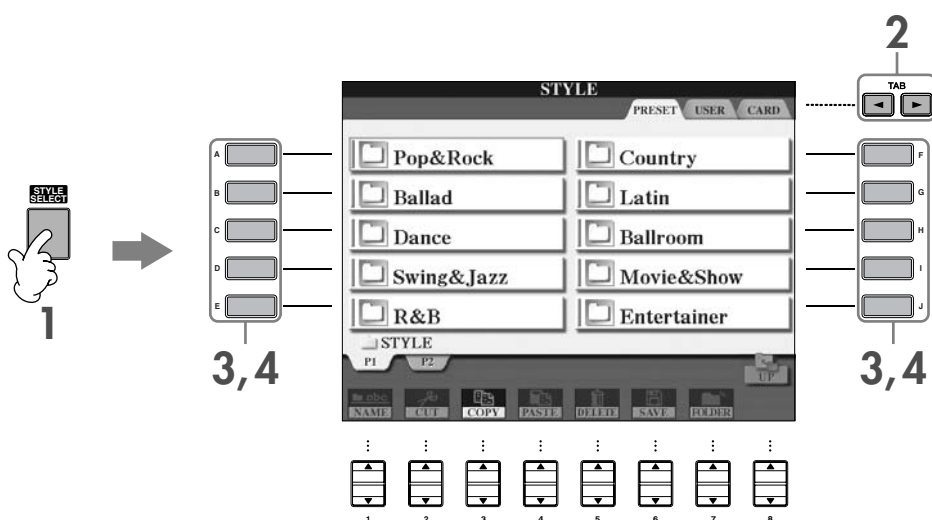 2
TAB
STYLE
PRESET USER CARD
A
Pop&Rock
Country
F
B
Ballad
Latin
G
STYLE
SELECT
C
Dance
Ballroom
H
D
Swing&Jazz
Movie&Show
I
E
R&B
Entertainer
J
1
STYLE
3,4
3,4
P1 P2
UP
abc
NAME CUT COPY PASTE DELETE SAVE FOLDER
1 2 3 4 5 6 7 8